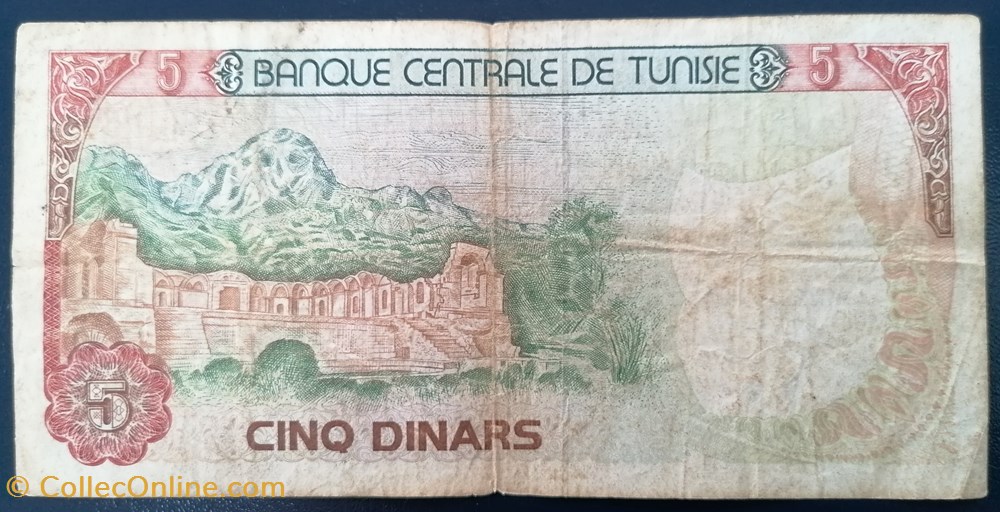 5 BANQUE CENTRALE DE TUNISIE 5
5 CINQ DINARS
© CollecOnline.com